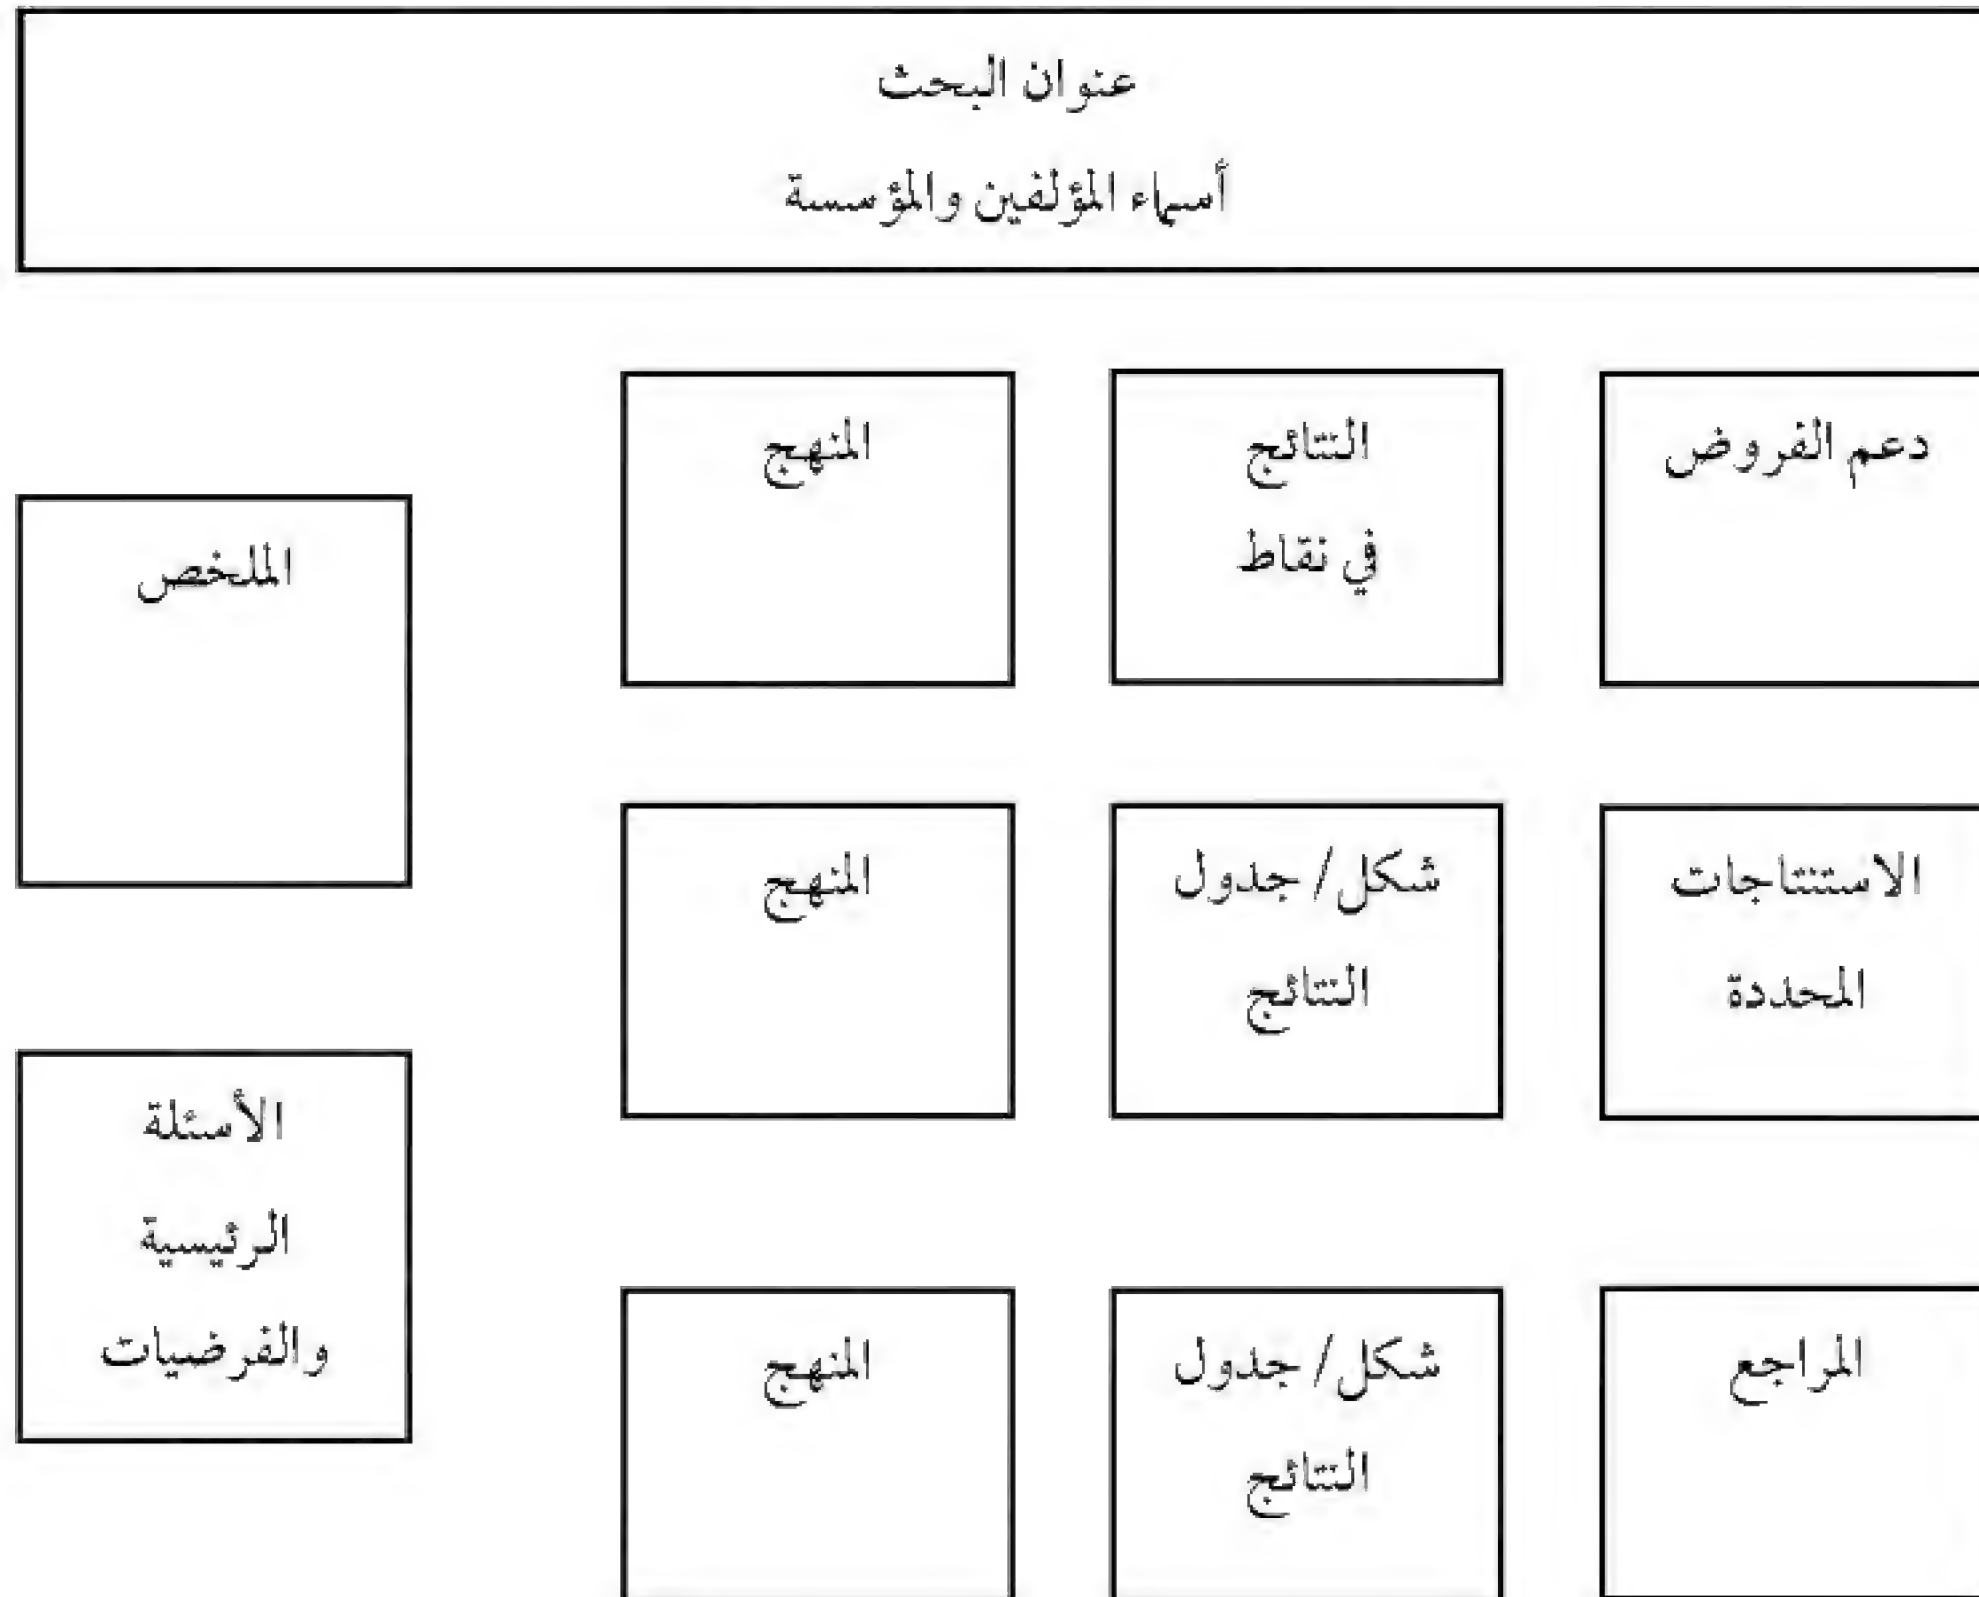 عنوان البحث
أسماء المؤلفين والمؤسسة
دعم الفروض
النتائج
في نقاط
المنهج
الملخص
الاستنتاجات
المحددة
شكل/ جدول
النتائج
المنهج
الأسئلة
الرئيسية
والفرضيات
المراجع
شكل/ جدول
النتائج
المنهج